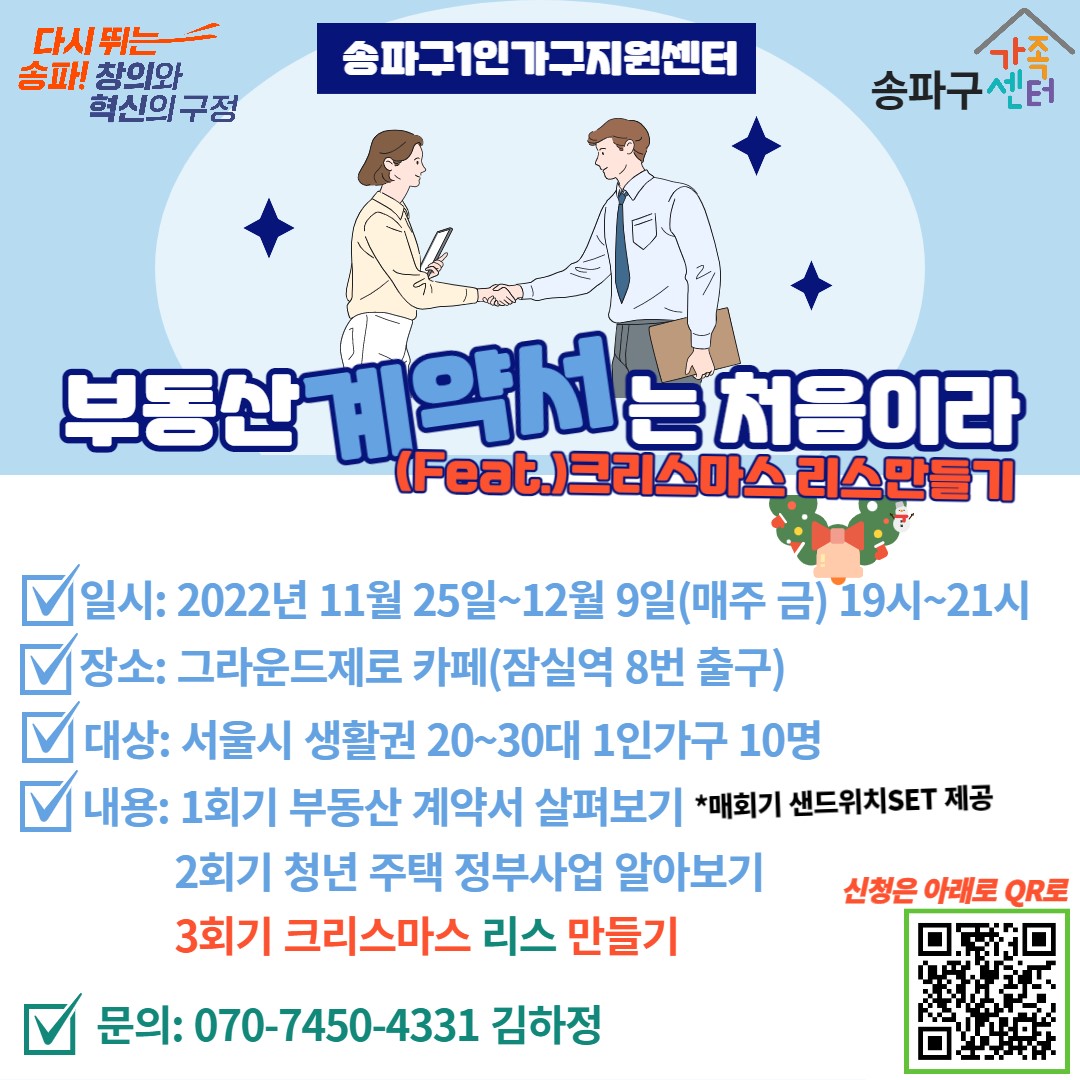 다시 뛰는
송파! 창의와
혁신의 구정
송파구1인가구지원센터
송파구 가족센터
부동산 계약서는 처음이라
(Feat.)크리스마스 리스만들기
일시: 2022년 11월 25일~12월 9일(매주 금) 19시~21시
장소: 그라운드제로 카페(잠실역 8번 출구)
대상: 서울시 생활권 20~30대 1인가구 10명
내용: 1회기 부동산 계약서 살펴보기 *매회기 샌드위치SET 제공
2회기 청년 주택 정부사업 알아보기
3회기 크리스마스 리스 만들기
신청은 아래로 QR로
문의: 070-7450-4331 김하정